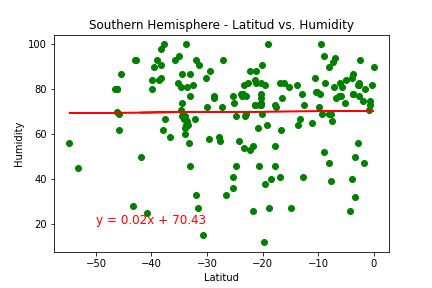 Southern Hemisphere - Latitud vs. Humidity
100
80
60
40
20
Humidity
y = 0.02x + 70.43
−50
−40
−30
−20
−10
0
Latitud